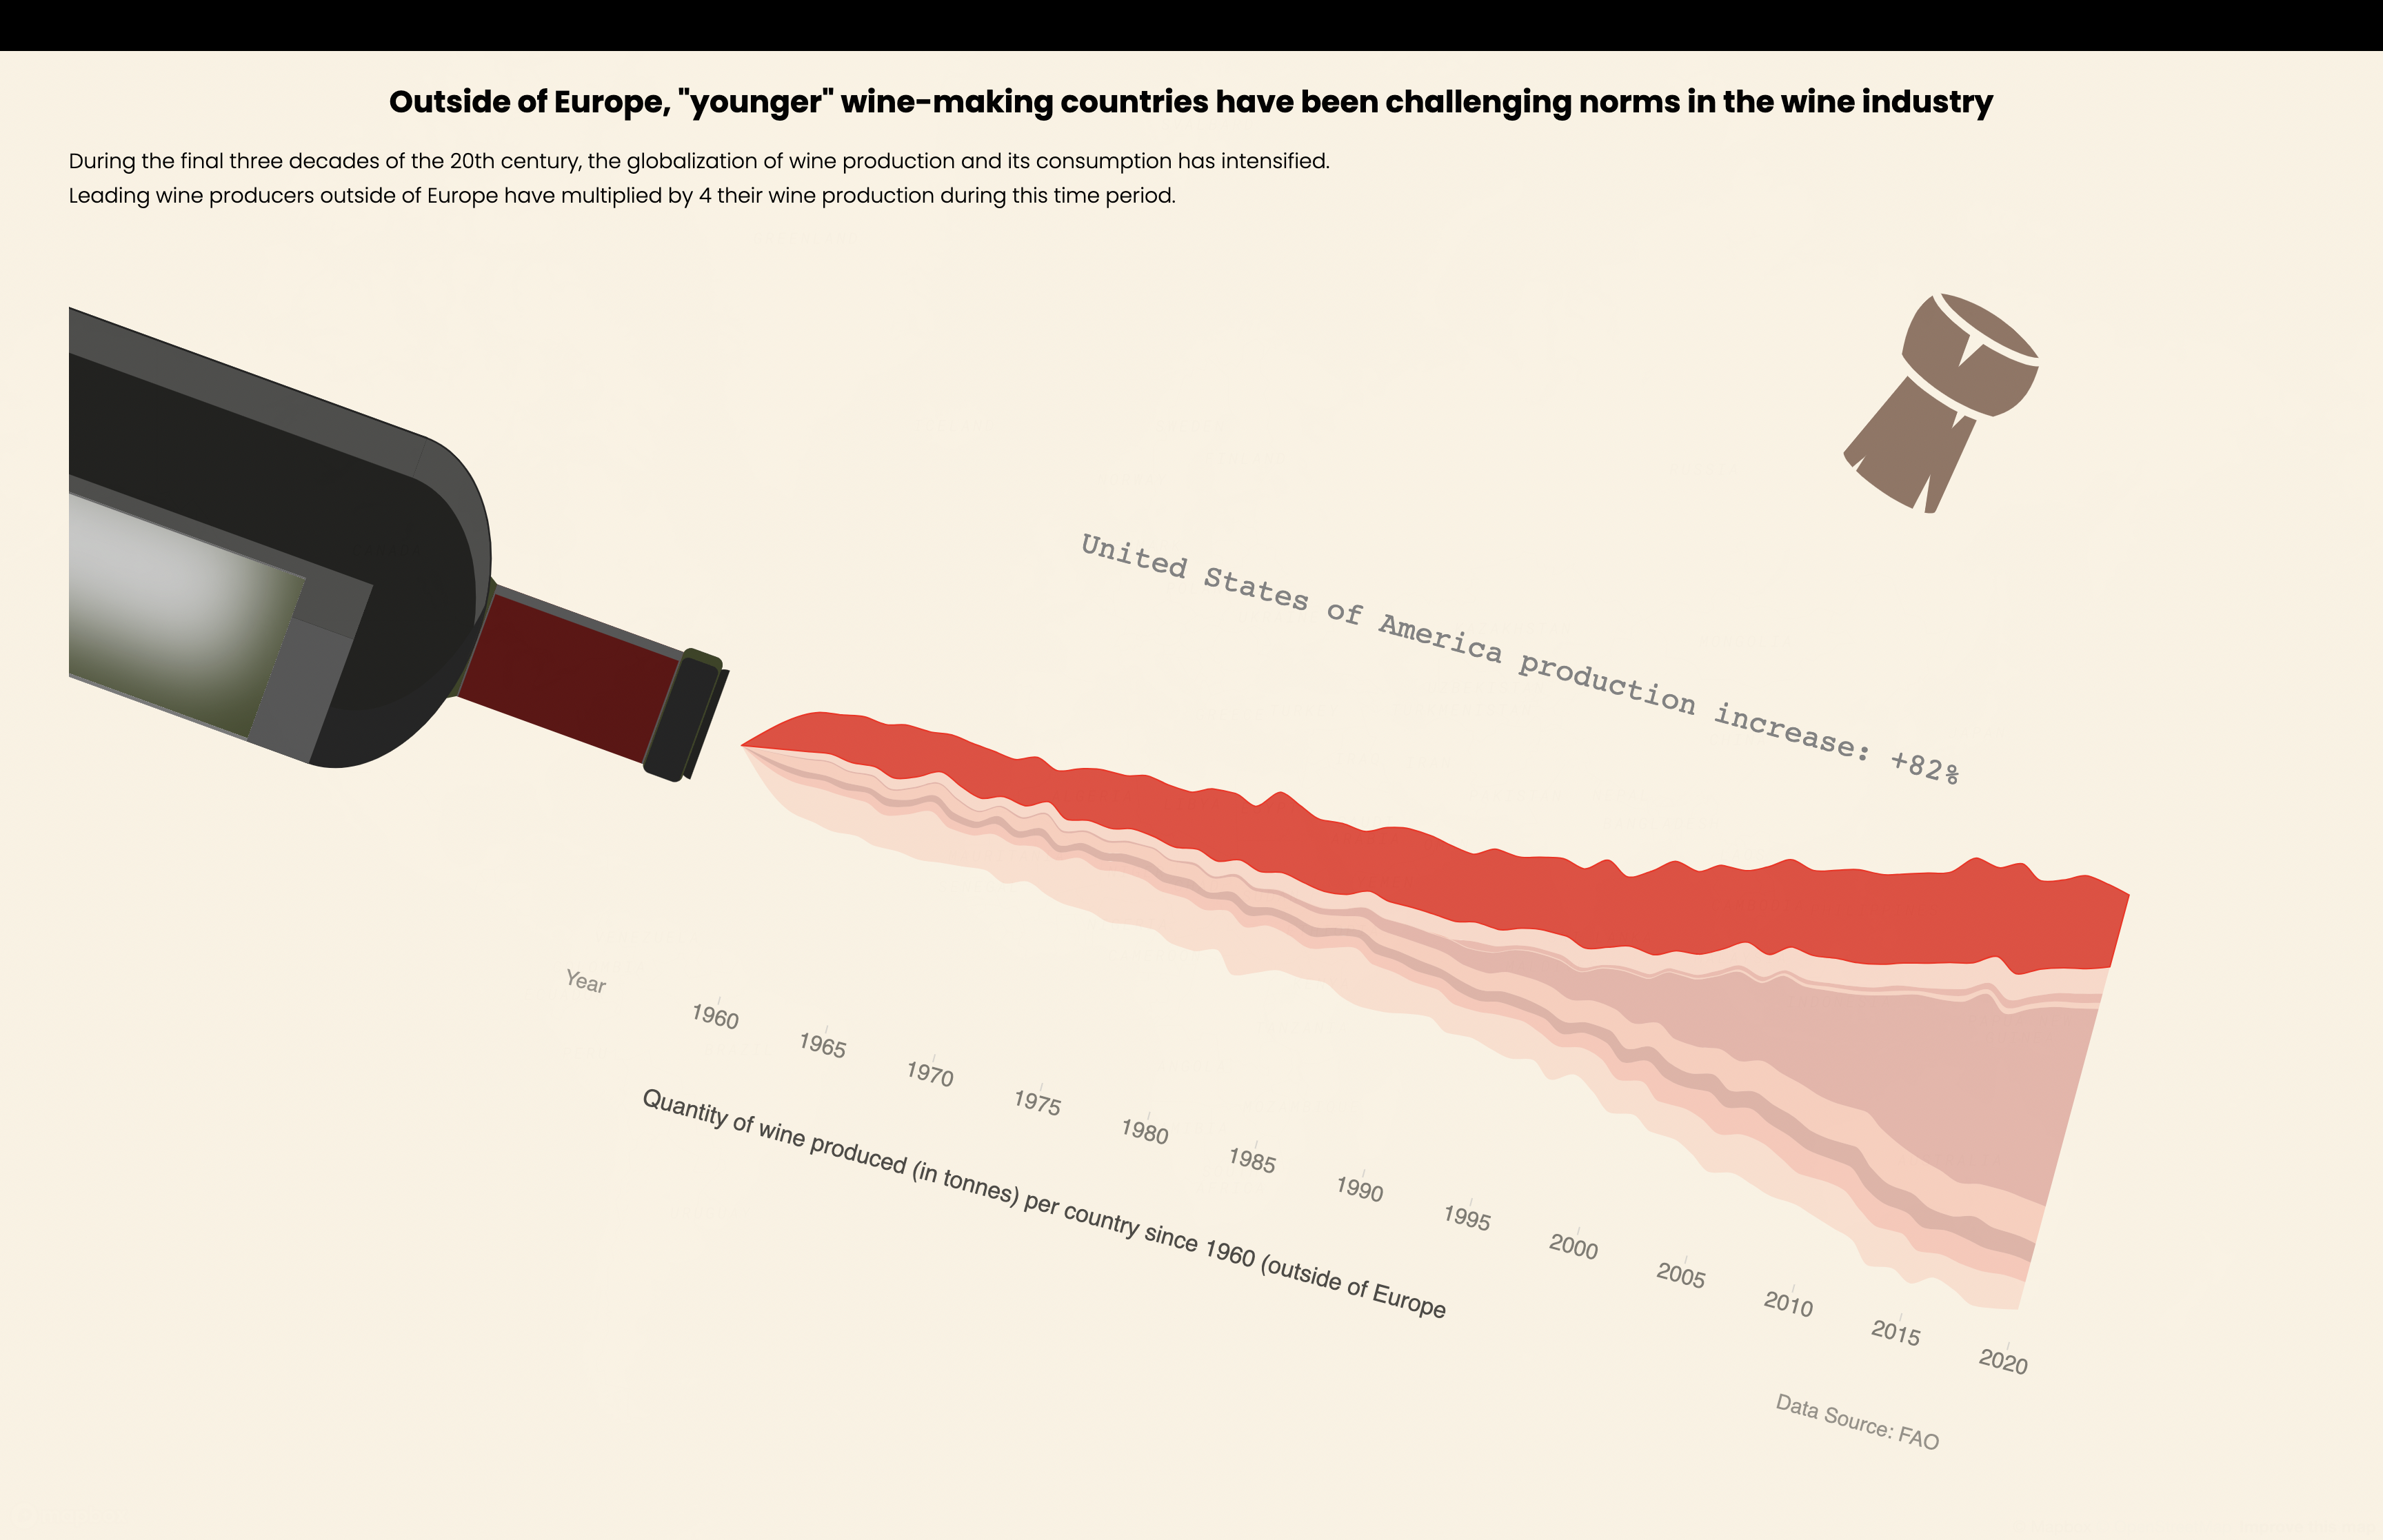 Outside of Europe, "younger" wine-making countries have been challenging norms in the wine industry
During the final three decades of the 20th century, the globalization of wine production and its consumption has intensified.
Leading wine producers outside of Europe have multiplied by 4 their wine production during this time period.
United States of America production increase: +82%
Year
1960
1965
1970
1975
1980
1985
1990
1995
2000
2005
2010
2015
2020
Quantity of wine produced (in tonnes) per country since 1960 (outside of Europe
Data Source: FAO